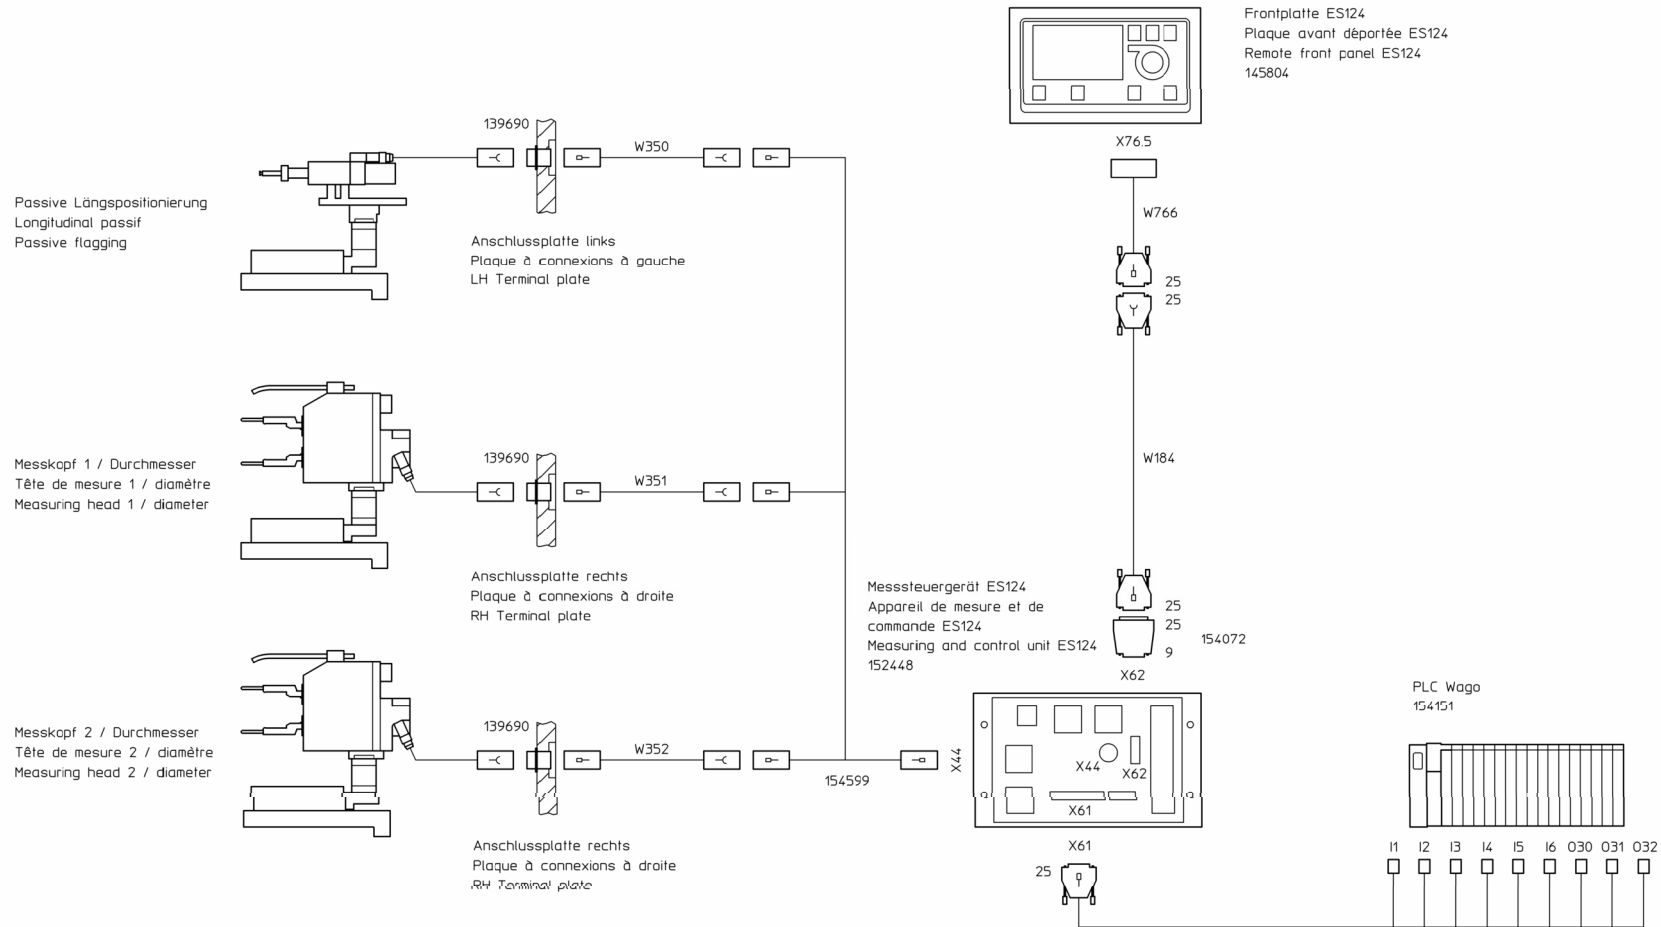 Frontplatte ES124
Plaque avant déportée ES124
Remote front panel ES124
145804
X76.5
W766
25
25
W184
25
25
9
154072
X62
139690
W350
Passive Längspositionierung
Longitudinal passif
Passive flagging
Anschlussplatte links
Plaque à connexions à gauche
LH Terminal plate
139690
W351
Messkopf 1 / Durchmesser
Tête de mesure 1 / diamètre
Measuring head 1 / diameter
Anschlussplatte rechts
Plaque à connexions à droite
RH Terminal plate
Messsteuergerät ES124
Appareil de mesure et de
commande ES124
Measuring and control unit ES124
152448
139690
W352
154599
Messkopf 2 / Durchmesser
Tête de mesure 2 / diamètre
Measuring head 2 / diameter
Anschlussplatte rechts
Plaque à connexions à droite
RH Terminal plate
X44
X44
X62
X61
X61
25
PLC Wago
154151
I1 I2 I3 I4 I5 I6 O30 O31 O32